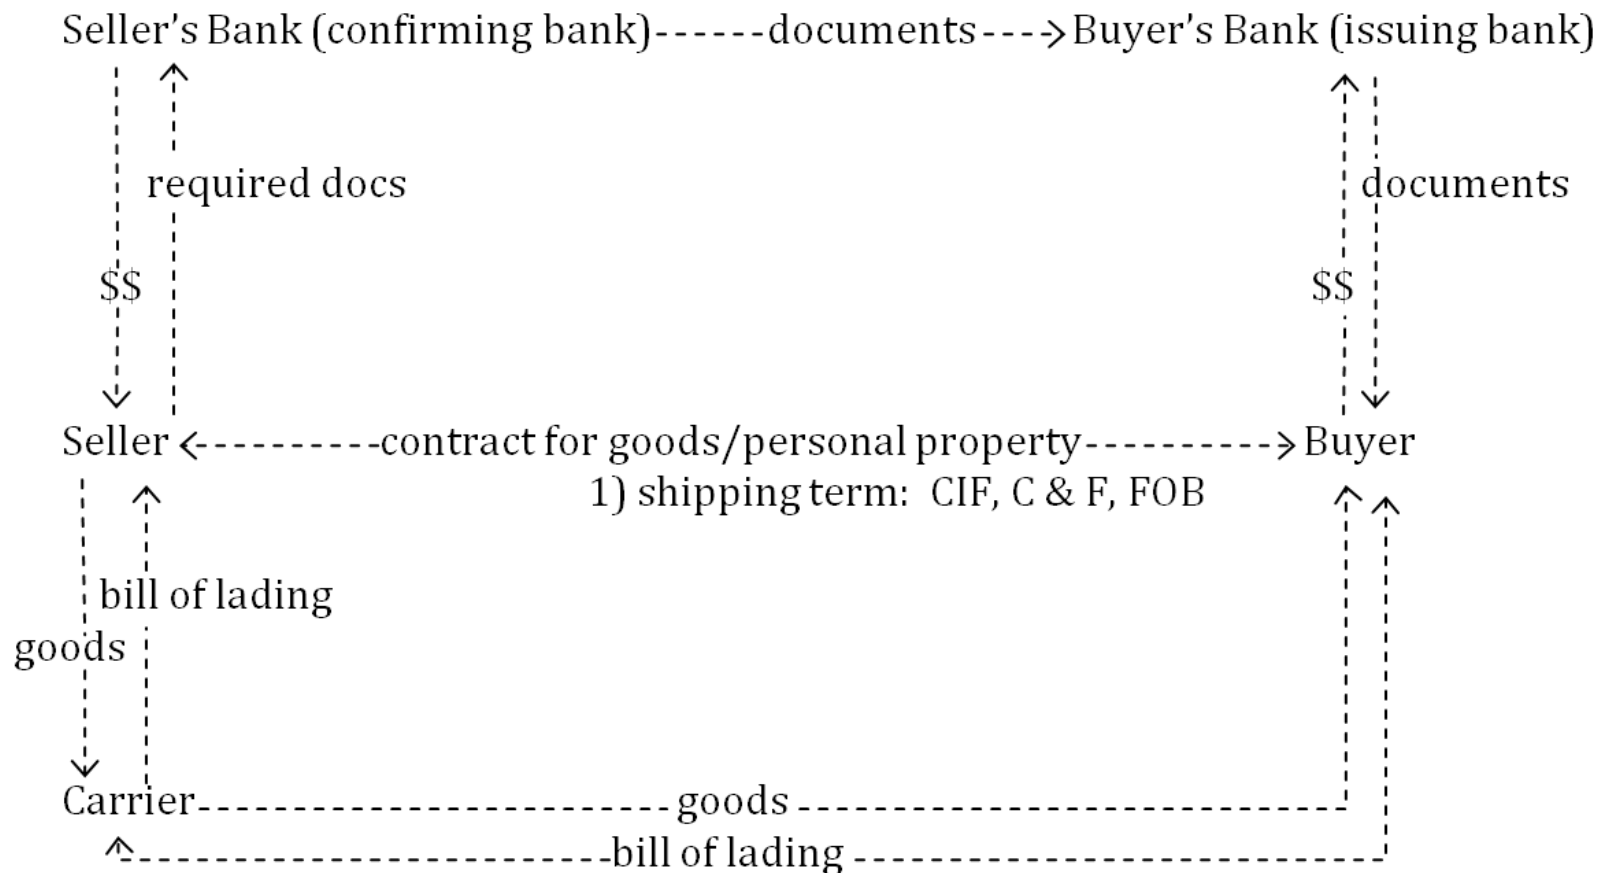 Seller’s Bank (confirming bank)------documents---->Buyer’s Bank (issuing bank)
required docs
documents
$$
$$
Seller <----------contract for goods/personal property----------> Buyer
1) shipping term:  CIF, C & F, FOB
bill of lading
goods
Carrier
goods
bill of lading